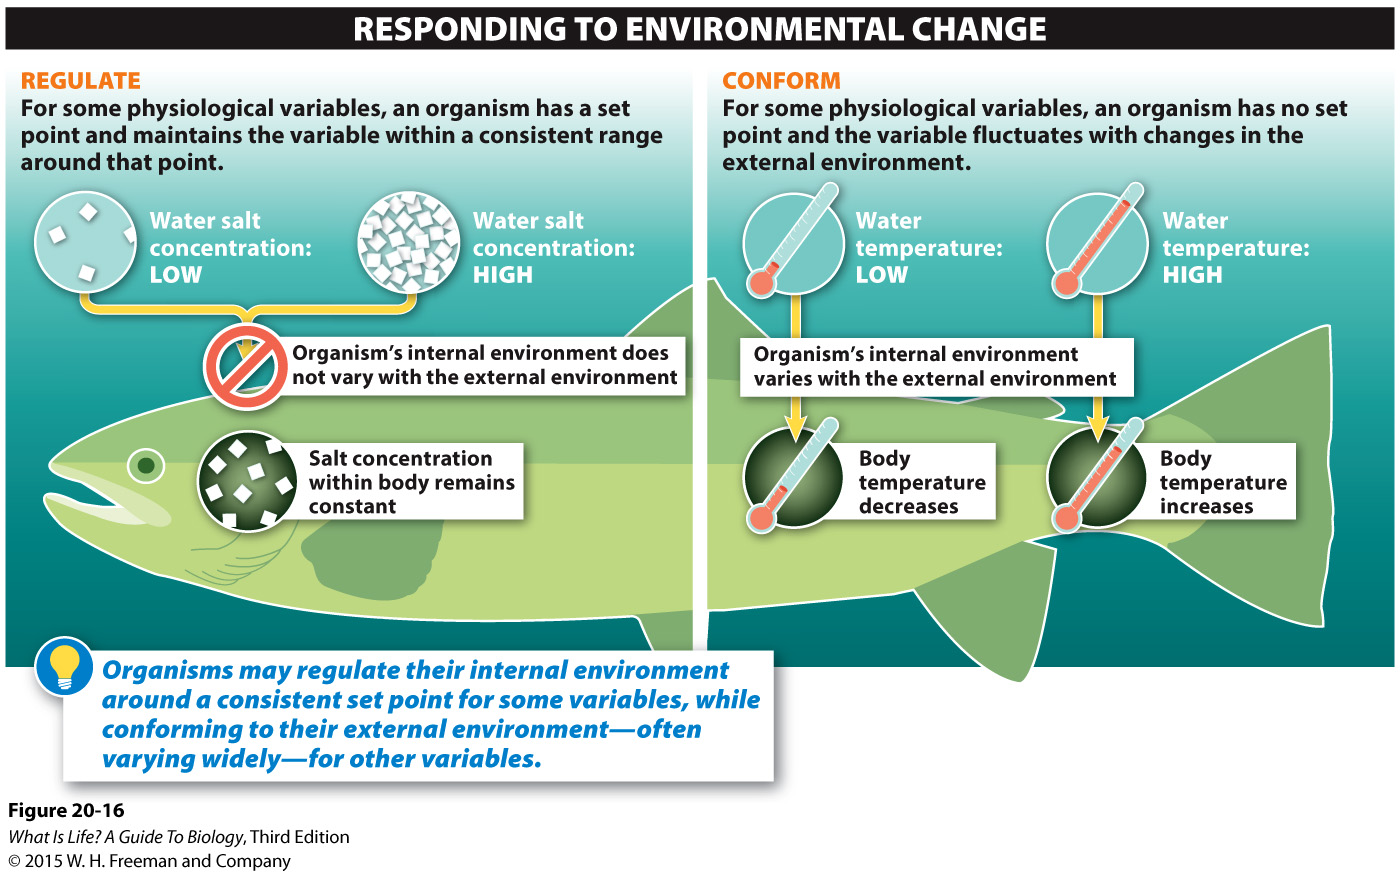 RESPONDING TO ENVIRONMENTAL CHANGE
REGULATE
For some physiological variables, an organism has a set
point and maintains the variable within a consistent range
around that point.
Water salt
concentration:
LOW
Water salt
concentration:
HIGH
Organism's internal environment does
not vary with the external environment
Salt concentration
within body remains
constant
CONFORM
For some physiological variables, an organism has no set
point and the variable fluctuates with changes in the
external environment.
Water
temperature:
LOW
Water
temperature:
HIGH
Organism's internal environment
varies with the external environment
Body
temperature
decreases
Body
temperature
increases
Organisms may regulate their internal environment
around a consistent set point for some variables, while
conforming to their external environment—often
varying widely—for other variables.
Figure 20-16
What Is Life? A Guide To Biology, Third Edition
© 2015 W. H. Freeman and Company